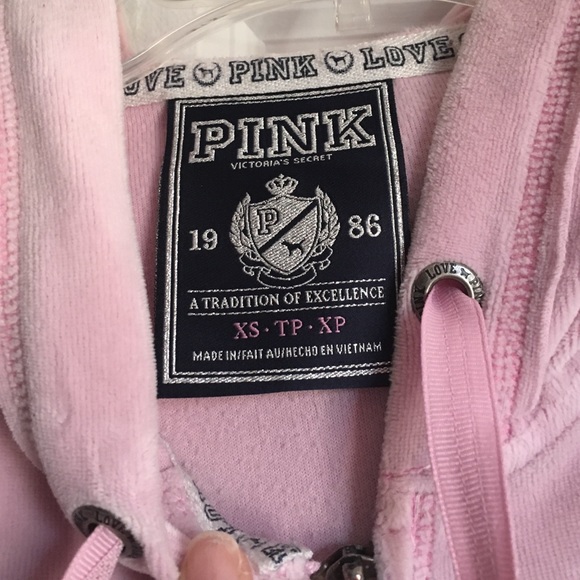 OVE PINK LOVE
PINK
VICTORIA'S SECRET
P
19 86
A TRADITION OF EXCELLENCE
XS · TP · XP
MADE IN/FAIT AU/HECHO EN VIETNAM
LOVE PINK
LOVE